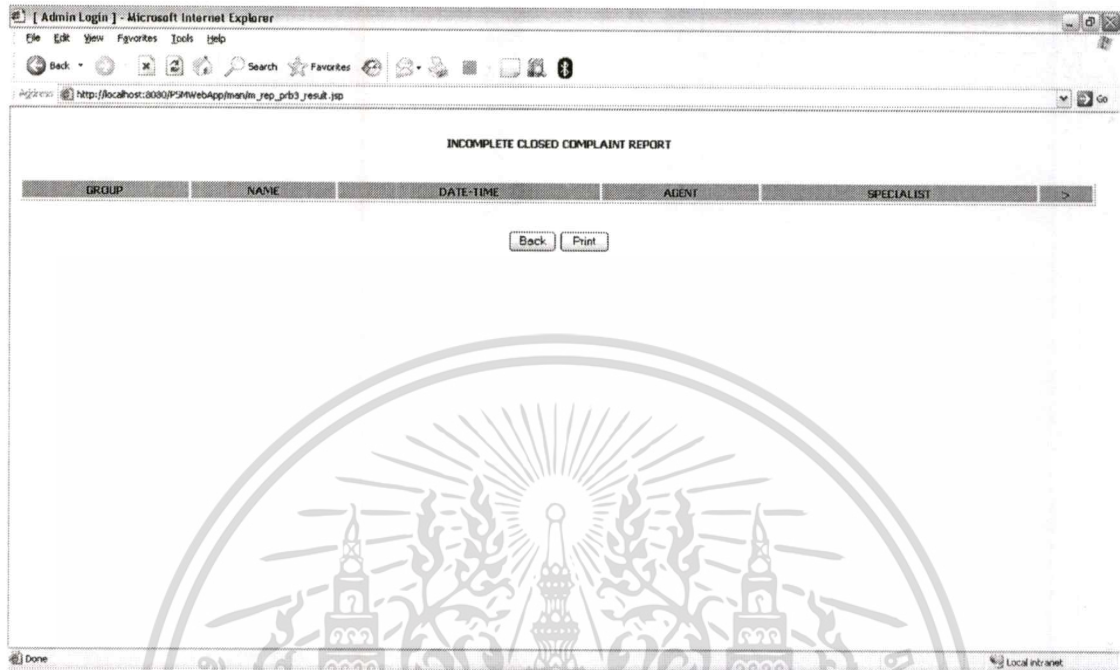 [ Admin Login ] - Microsoft Internet Explorer
File Edit View Favorites Tools Help
Back Search Favorites
Address http://localhost:8080/PSMWebApp/man/m_rep_prb3_result.jsp Go
INCOMPLETE CLOSED COMPLAINT REPORT
GROUP NAME DATE-TIME AGENT SPECIALIST >
Back Print
Done Local intranet